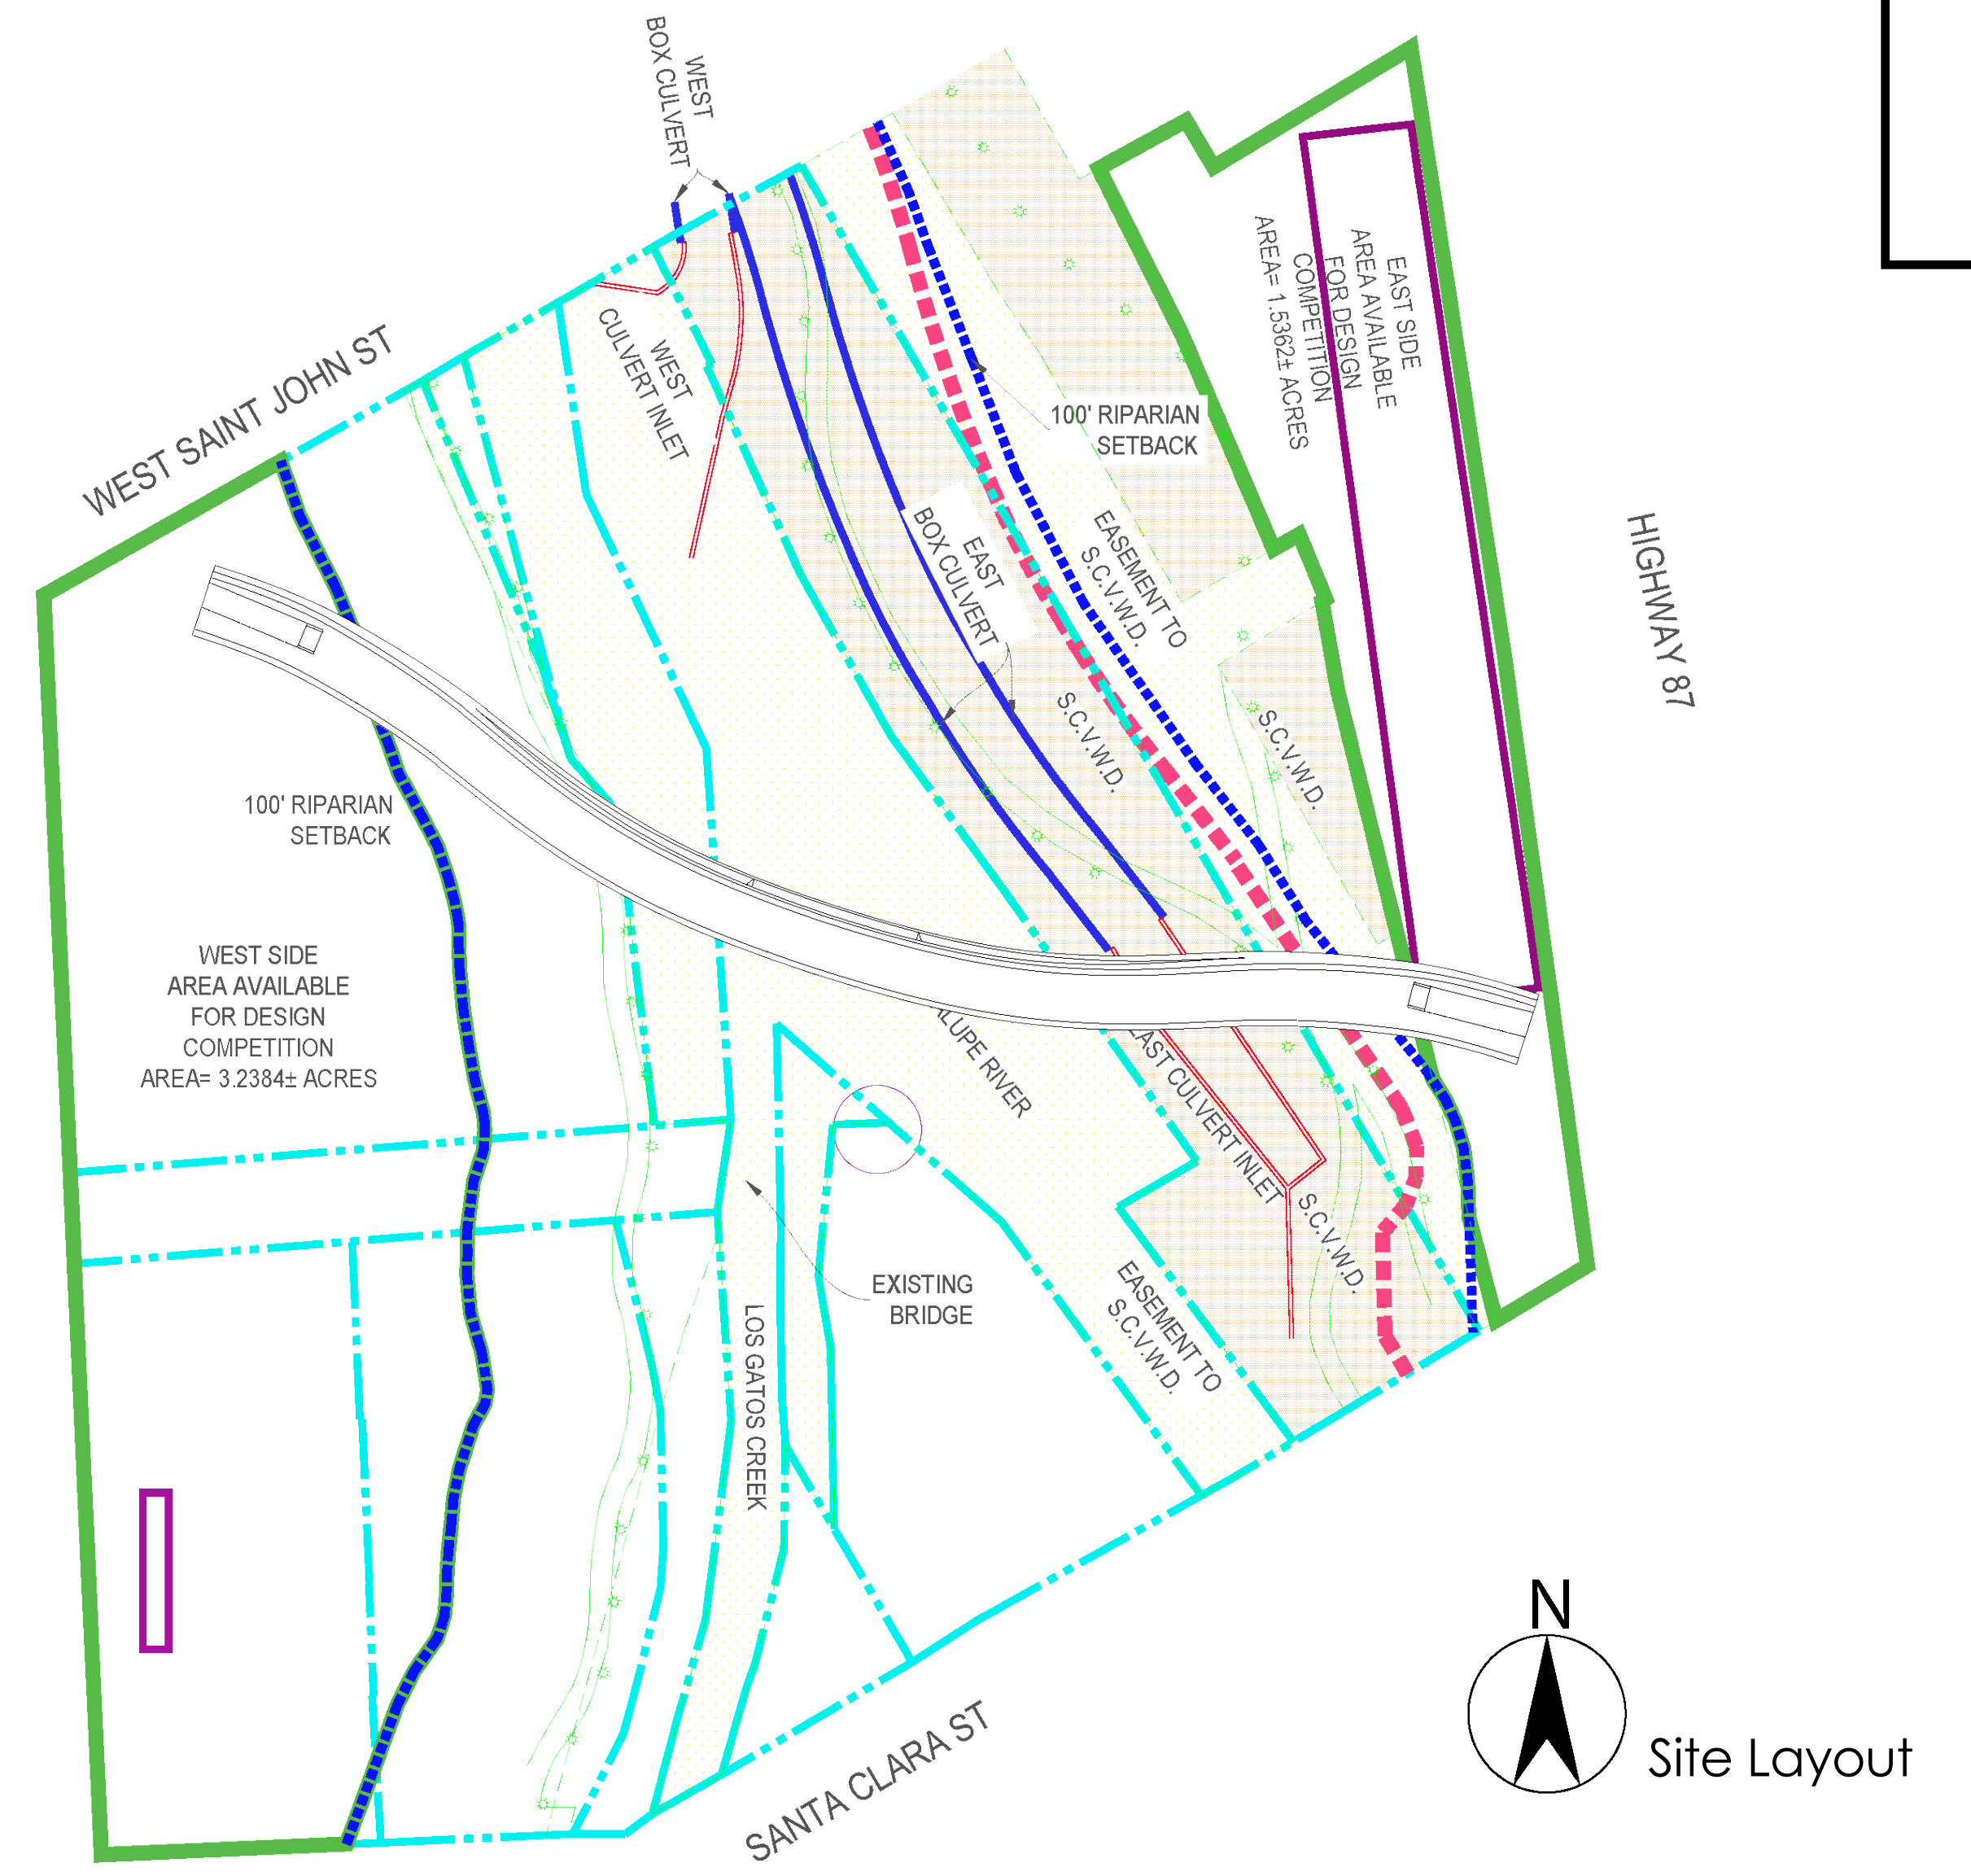 WEST
BOX CULVERT
WEST SAINT JOHN ST
WEST
CULVERT INLET
EAST SIDE
AREA AVAILABLE
FOR DESIGN
COMPETITION
AREA= 1.5362± ACRES
100' RIPARIAN
SETBACK
HIGHWAY 87
EAST
BOX CULVERT
EASEMENT TO
S.C.V.W.D.
S.C.V.W.D.
S.C.V.W.D.
100' RIPARIAN
SETBACK
WEST SIDE
AREA AVAILABLE
FOR DESIGN
COMPETITION
AREA= 3.2384± ACRES
LUPE RIVER
EAST CULVERT INLET
S.C.V.W.D.
EXISTING
BRIDGE
EASEMENT TO
S.C.V.W.D.
LOS GATOS CREEK
SANTA CLARA ST
N
Site Layout